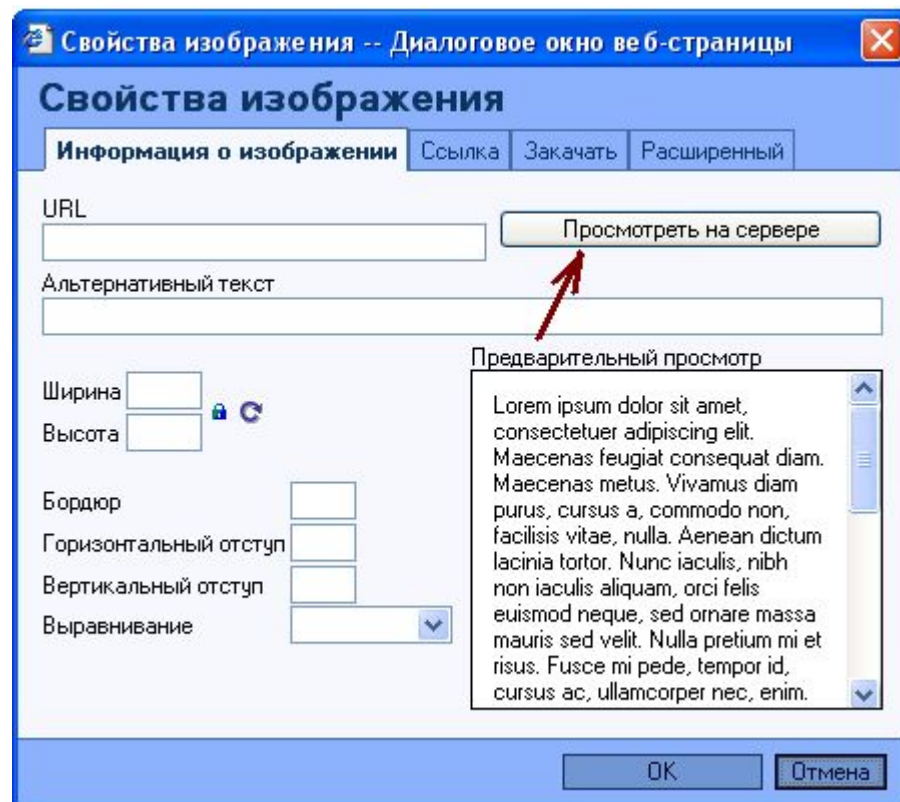 Свойства изображения -- Диалоговое окно веб-страницы
Свойства изображения
Информация о изображении Ссылка Закачать Расширенный
URL
Просмотреть на сервере
Альтернативный текст
Предварительный просмотр
Ширина
Высота
Бордюр
Горизонтальный отступ
Вертикальный отступ
Выравнивание
Lorem ipsum dolor sit amet,
consectetuer adipiscing elit.
Maecenas feugiat consequat diam.
Maecenas metus. Vivamus diam
purus, cursus a, commodo non,
facilisis vitae, nulla. Aenean dictum
lacinia tortor. Nunc iaculis, nibh
non iaculis aliquam, orci felis
euismod neque, sed ornare massa
mauris sed velit. Nulla pretium mi et
risus. Fusce mi pede, tempor id,
cursus ac, ullamcorper nec, enim.
OK Отмена